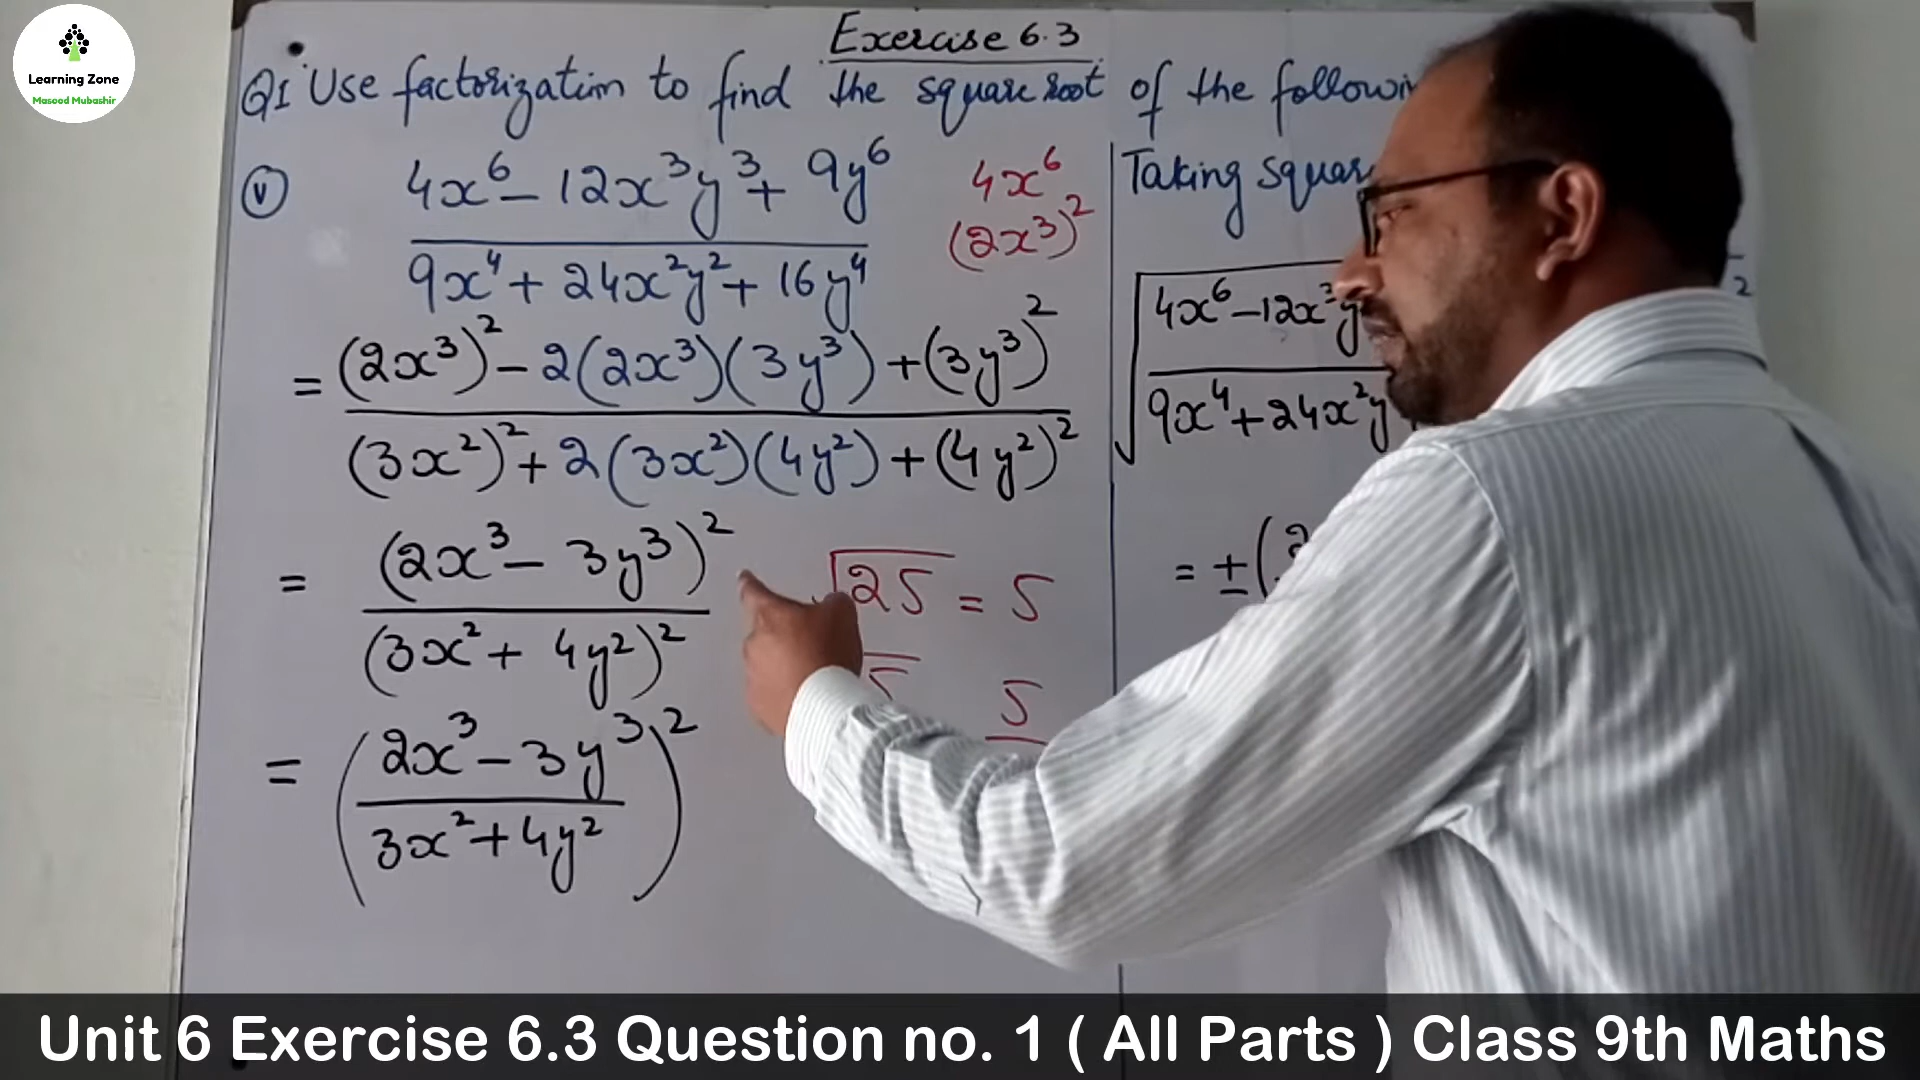 Learning Zone
Masood Mubashir
Exercise 6.3
Q1 Use factorization to find the square root of the
(v) 4x⁶ - 12x³y³ + 9y⁶
9x⁴ + 24x²y² + 16y⁴
= (2x³)² - 2(2x³)(3y³) + (3y³)²
(3x²)² + 2(3x²)(4y²) + (4y²)²
= (2x³ - 3y³)²
(3x² + 4y²)²
= (2x³ - 3y³)²
3x² + 4y²
4x⁶
(2x³)²
√25 = 5
5
Taking
√4x⁶ - 12x
9x⁴ + 24x²y
= ±(
Unit 6 Exercise 6.3 Question no. 1 ( All Parts ) Class 9th Maths